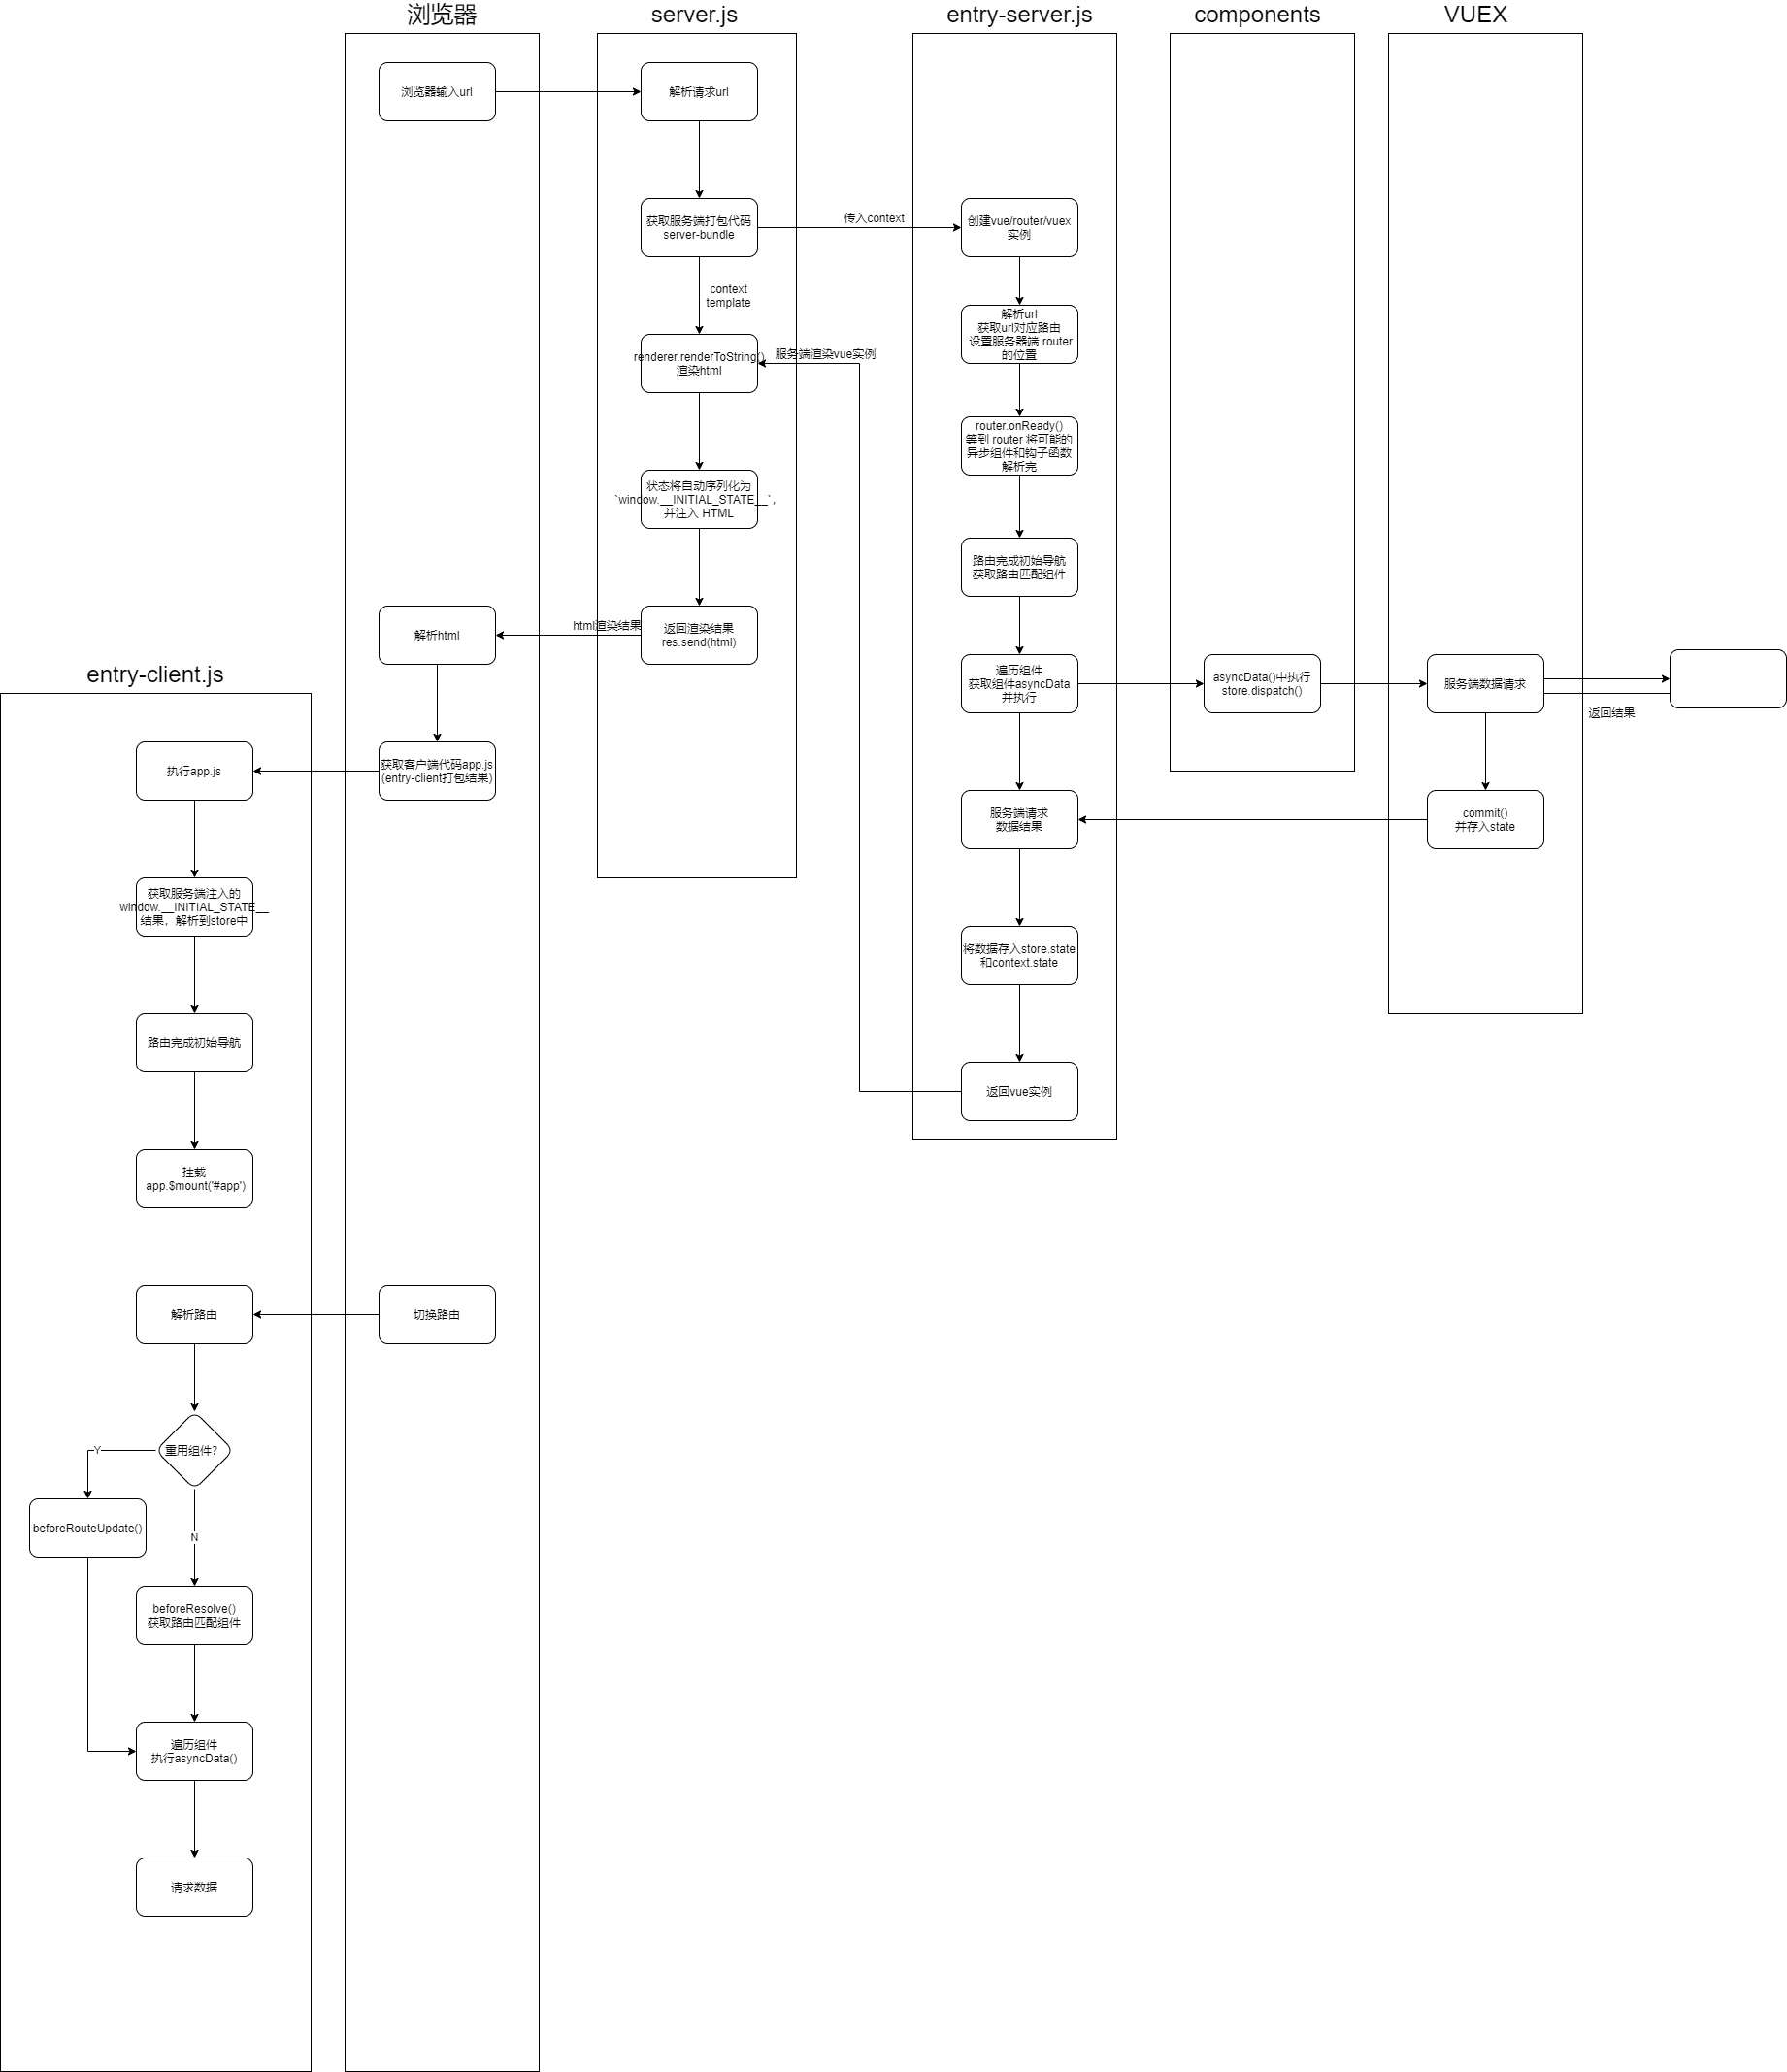 浏览器
server.js
entry-server.js
components
VUEX
浏览器输入url
解析请求url
获取服务端打包代码
server-bundle
传入context
创建vue/router/vuex
实例
context
template
解析url
获取url对应路由
设置服务器端 router
的位置
renderer.renderToString()
渲染html
服务端渲染vue实例
router.onReady()
等到 router 将可能的
异步组件和钩子函数
解析完
状态将自动序列化为
`window.__INITIAL_STATE__`,
并注入 HTML
路由完成初始导航
获取路由匹配组件
解析html
html渲染结果
返回渲染结果
res.send(html)
遍历组件
获取组件asyncData
并执行
asyncData()中执行
store.dispatch()
服务端数据请求
返回结果
entry-client.js
执行app.js
获取客户端代码app.js
(entry-client打包结果)
服务端请求
数据结果
commit()
并存入state
获取服务端注入的
window.__INITIAL_STATE__
结果，解析到store中
将数据存入store.state
和context.state
路由完成初始导航
返回vue实例
挂载
app.$mount('#app')
解析路由
切换路由
重用组件?
Y
beforeRouteUpdate()
N
beforeResolve()
获取路由匹配组件
遍历组件
执行asyncData()
请求数据